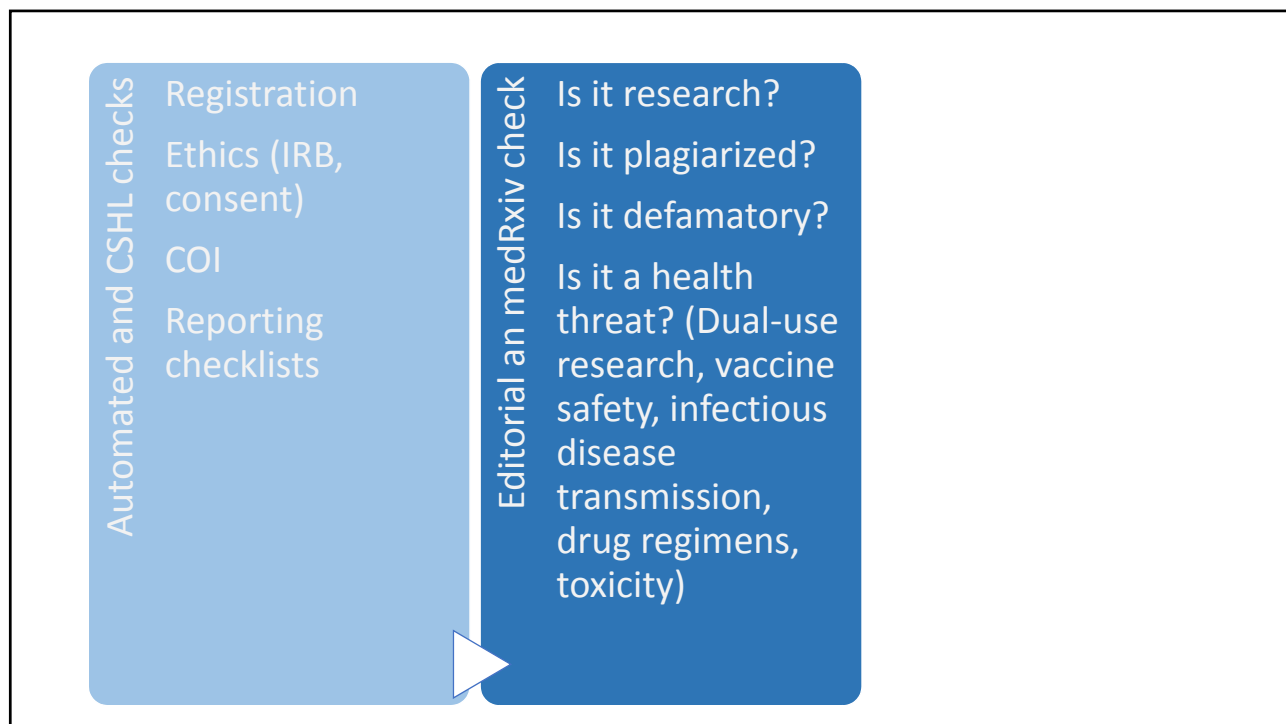 Automated and CSHL checks
Registration
Ethics (IRB,
consent)
COI
Reporting
checklists
Editorial an medRxiv check
Is it research?
Is it plagiarized?
Is it defamatory?
Is it a health
threat? (Dual-use
research, vaccine
safety, infectious
disease
transmission,
drug regimens,
toxicity)